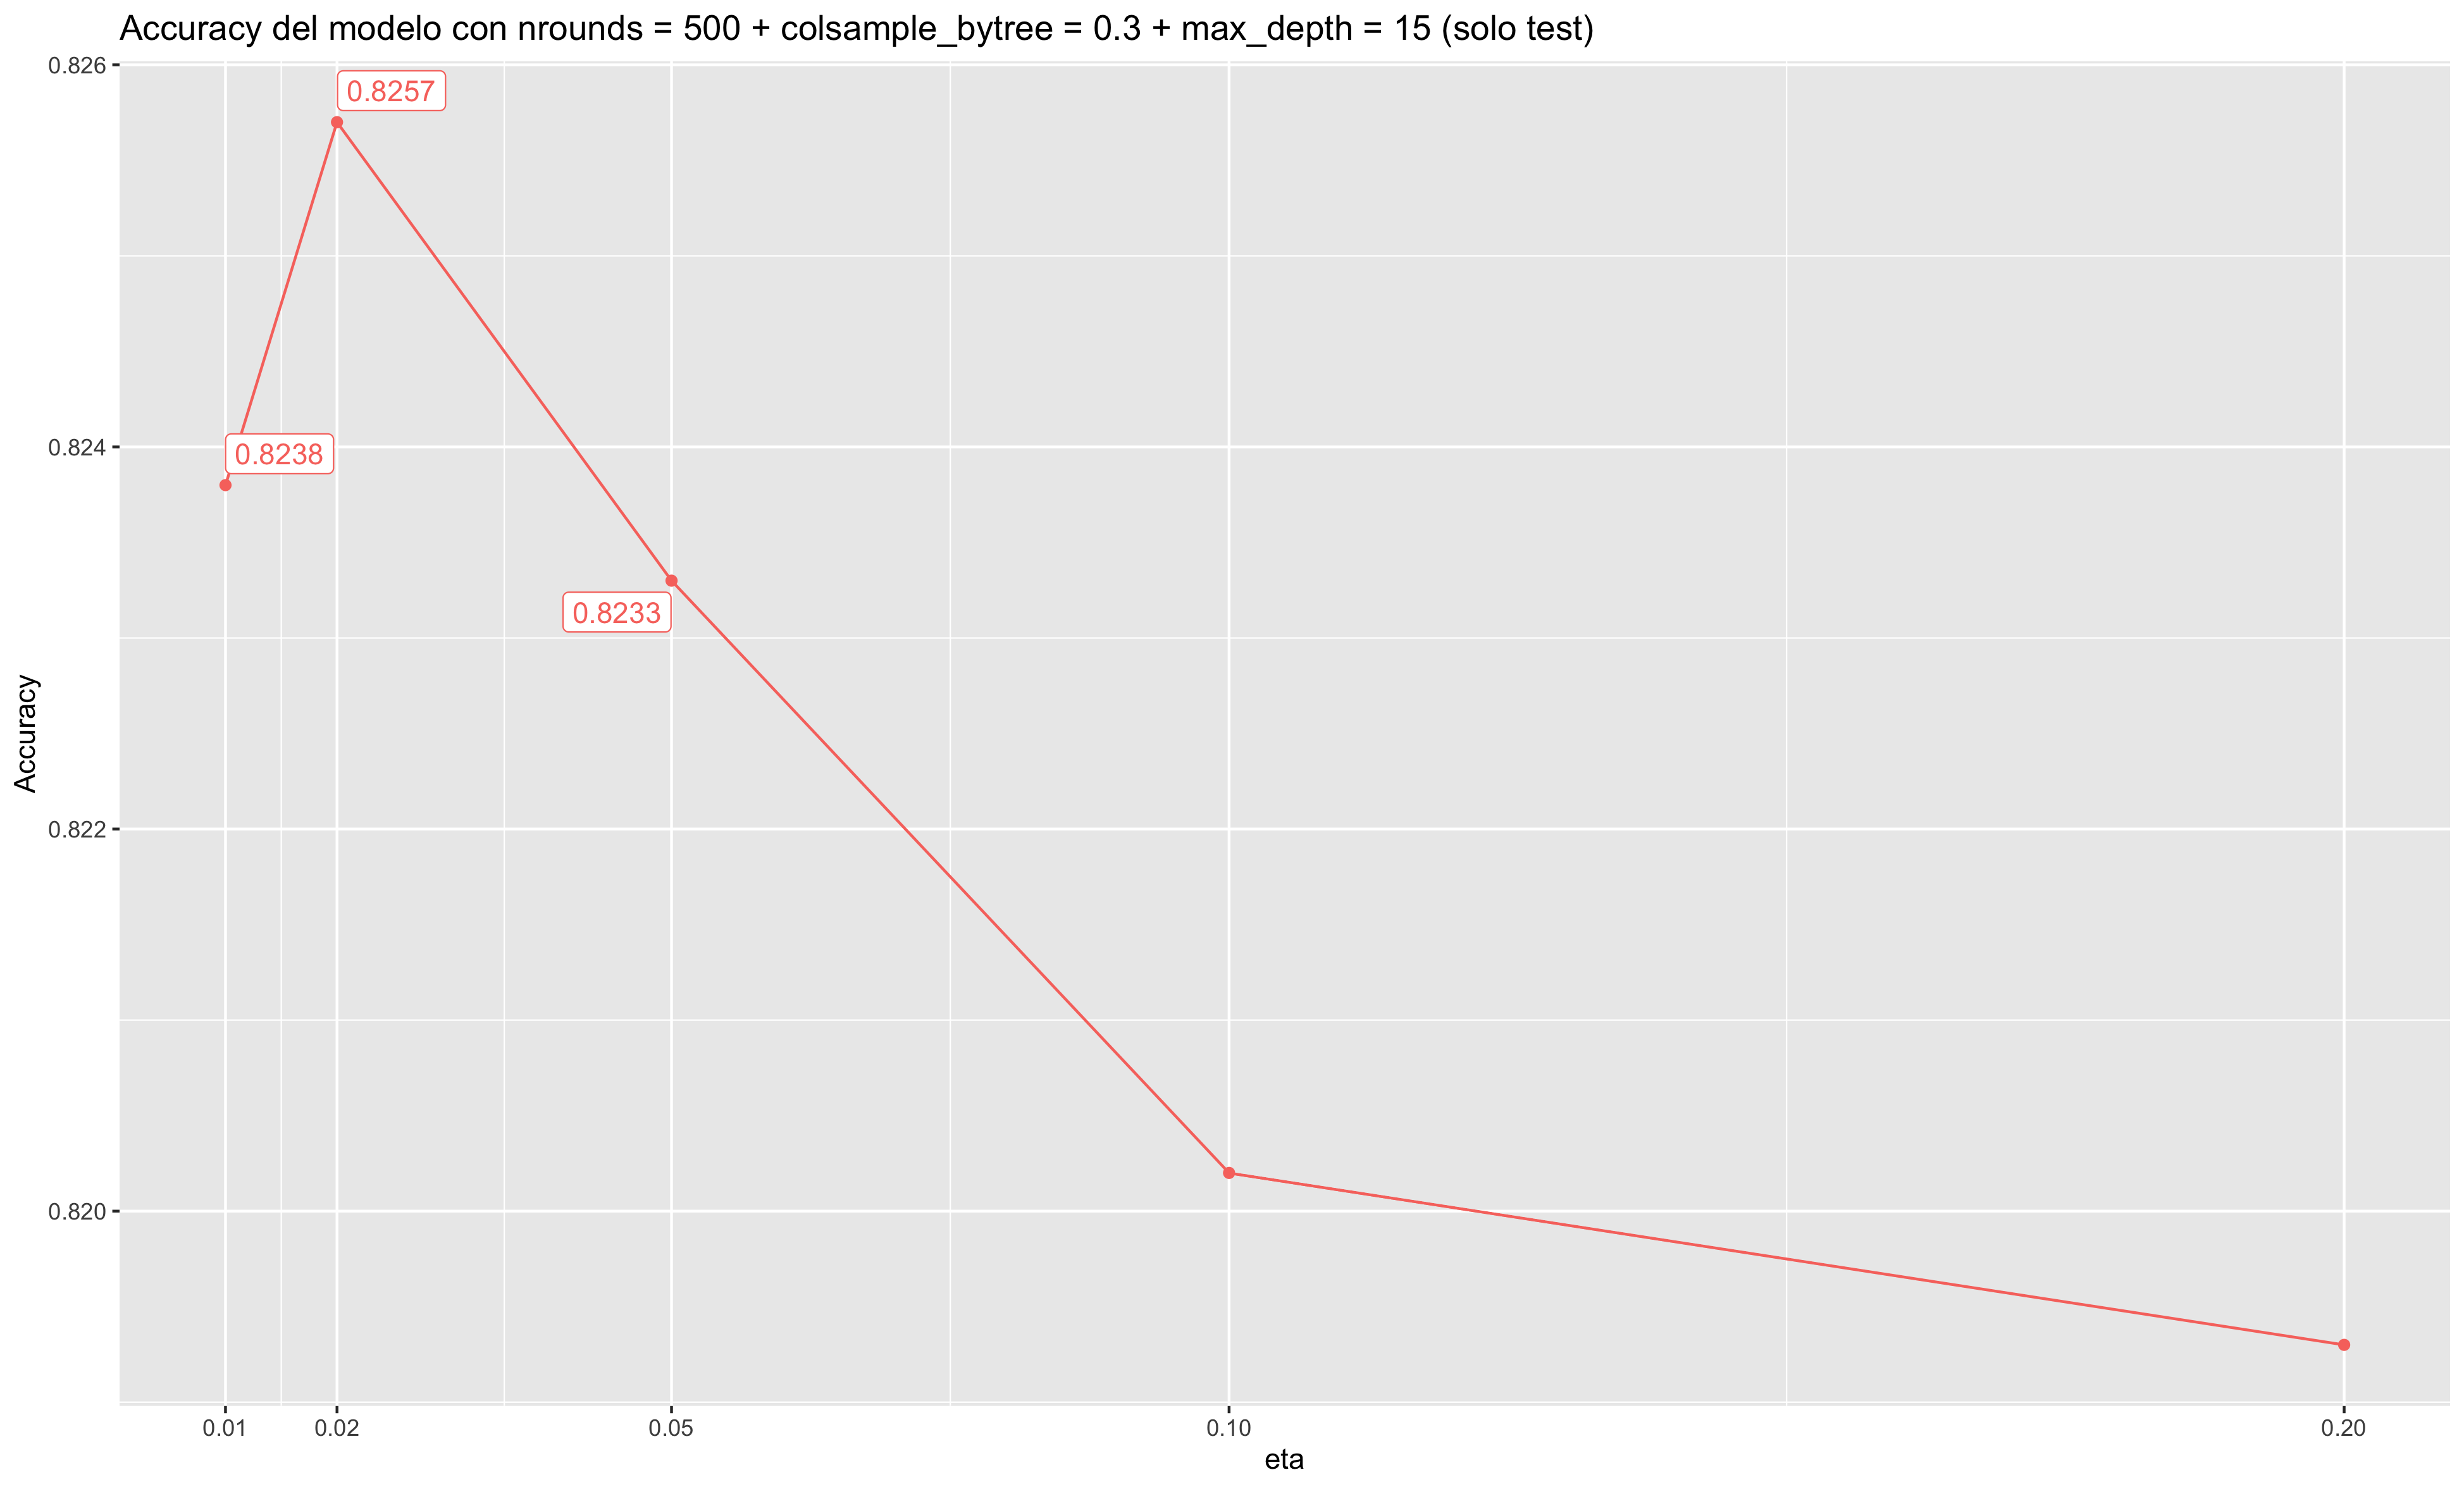 Accuracy del modelo con nrounds = 500 + colsample_bytree = 0.3 + max_depth = 15 (solo test)
0.826
0.8257
0.824
0.8238
0.8233
Accuracy
0.822
0.820
0.01 0.02 0.05 0.10 0.20
eta